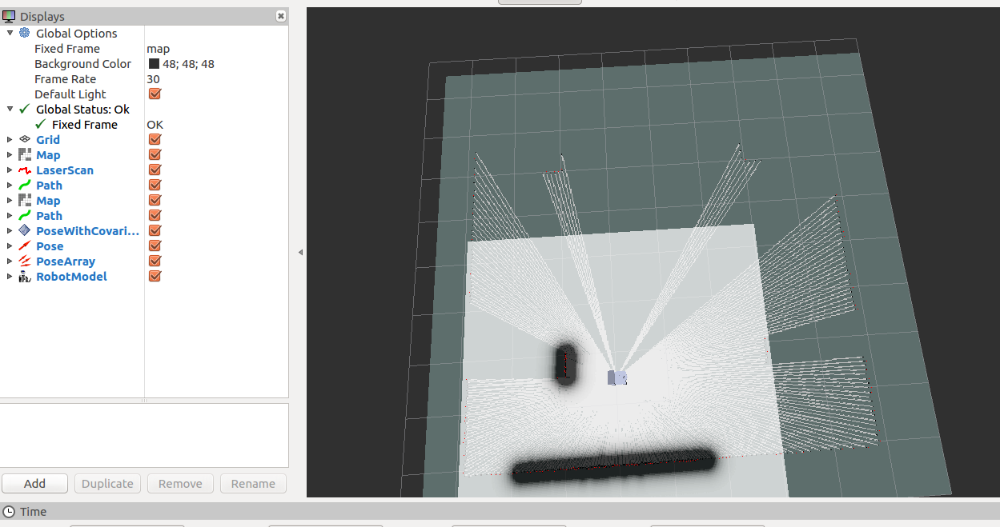 Displays
Global Options
Fixed Frame map
Background Color 48; 48; 48
Frame Rate 30
Default Light
Global Status: Ok
Fixed Frame OK
Grid
Map
LaserScan
Path
Map
Path
PoseWithCovari...
Pose
PoseArray
RobotModel
Add Duplicate Remove Rename
Time